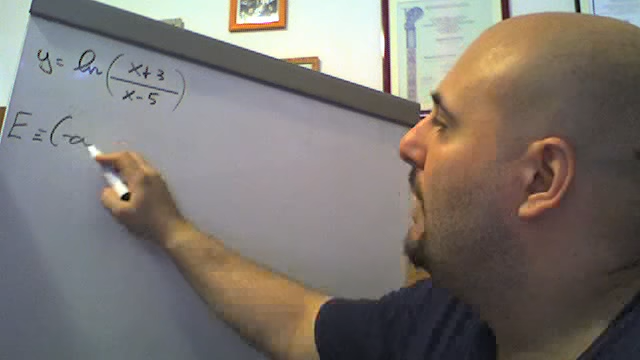 y = ln ( x+3 / x-5 )
E ≡ (-∞